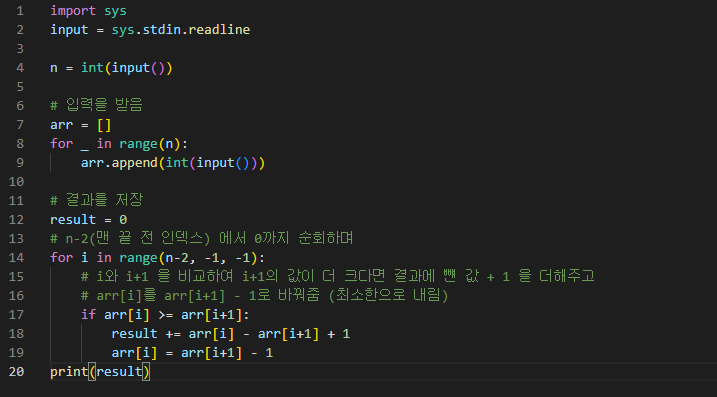 1 import sys
2 input = sys.stdin.readline
3
4 n = int(input())
5
6 # 입력을 받음
7 arr = []
8 for _ in range(n):
9     arr.append(int(input()))
10
11 # 결과를 저장
12 result = 0
13 # n-2(맨 끝 전 인덱스) 에서 0까지 순회하며
14 for i in range(n-2, -1, -1):
15     # i와 i+1 을 비교하여 i+1의 값이 더 크다면 결과에 뺀 값 + 1 을 더해주고
16     # arr[i]를 arr[i+1] - 1로 바꿔줌 (최소한으로 내림)
17     if arr[i] >= arr[i+1]:
18         result += arr[i] - arr[i+1] + 1
19         arr[i] = arr[i+1] - 1
20 print(result)